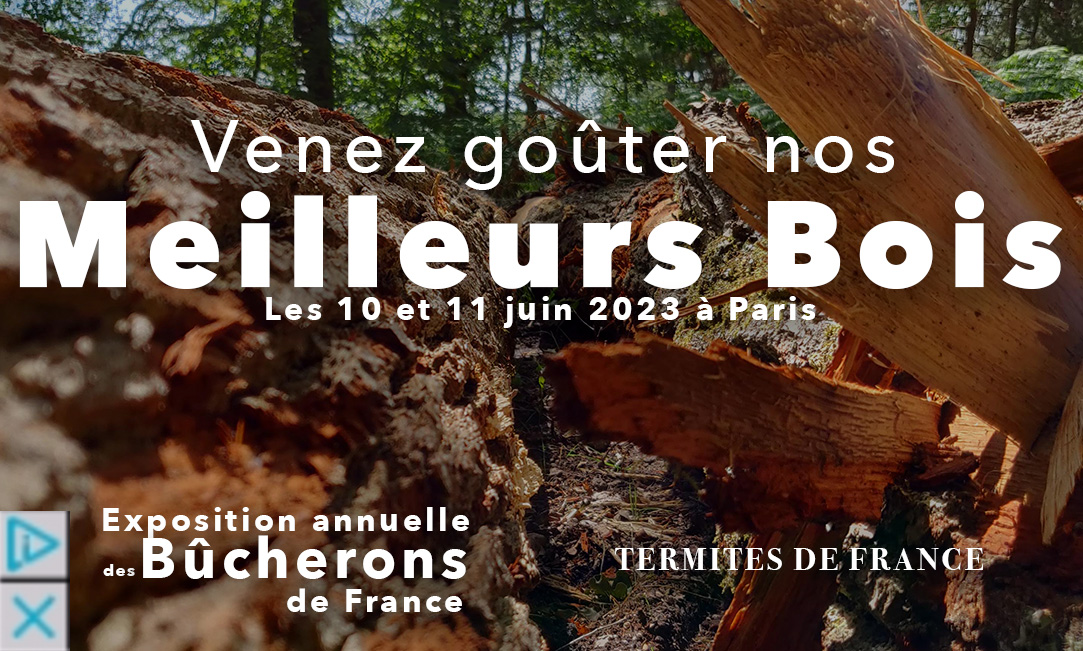 Venez goûter nos
Meilleurs Bois
Les 10 et 11 juin 2023 à Paris
Exposition annuelle
des Bûcherons
de France
TERMITES DE FRANCE